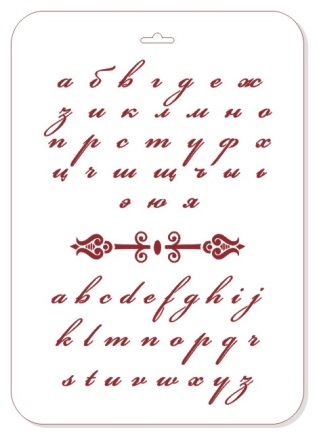 а б в г д е ж
з и к л м н о
п р с т у ф х
ц ч ш щ ъ ы ь
э ю я
a b c d e f g h i j
k l m n o p q r
s t u v w x y z